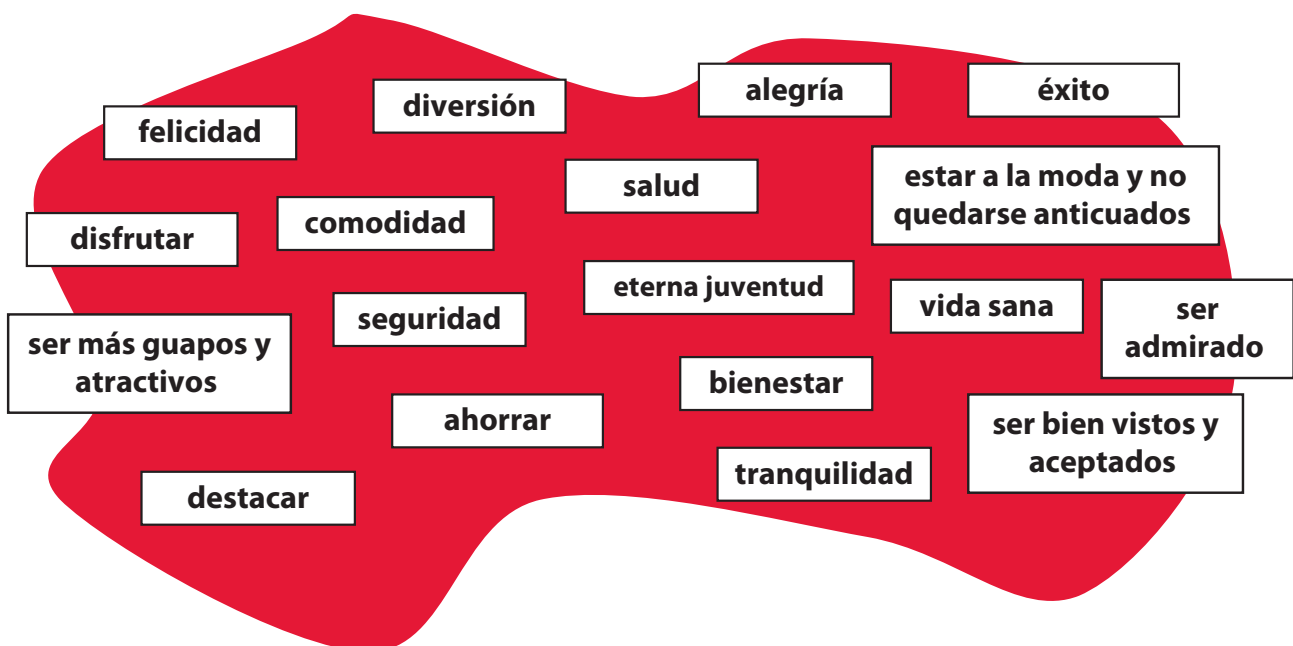 alegría
éxito
diversión
felicidad
salud
estar a la moda y no
quedarse anticuados
comodidad
disfrutar
eterna juventud
vida sana
ser
admirado
seguridad
ser más guapos y
atractivos
bienestar
ahorrar
ser bien vistos y
aceptados
tranquilidad
destacar